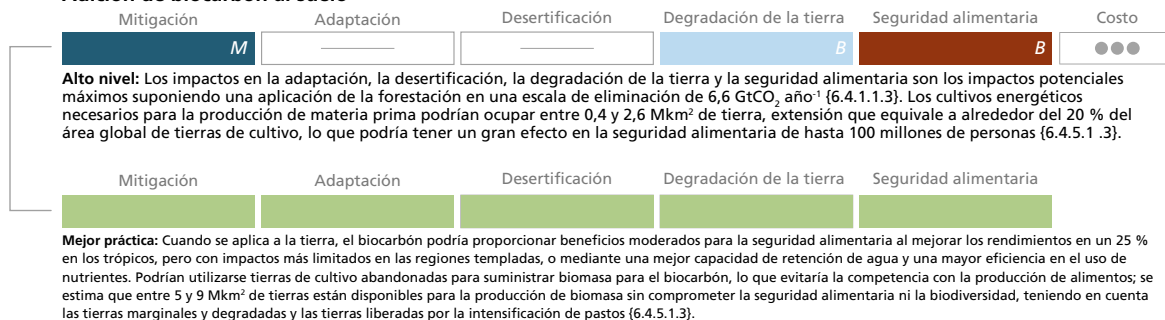 Adición de biocarbón al suelo
Mitigación Adaptación Desertificación Degradación de la tierra Seguridad alimentaria Costo
M B B
Alto nivel: Los impactos en la adaptación, la desertificación, la degradación de la tierra y la seguridad alimentaria son los impactos potenciales
máximos suponiendo una aplicación de la forestación en una escala de eliminación de 6,6 GtCO₂ año⁻¹ {6.4.1.1.3}. Los cultivos energéticos
necesarios para la producción de materia prima podrían ocupar entre 0,4 y 2,6 Mkm² de tierra, extensión que equivale a alrededor del 20 % del
área global de tierras de cultivo, lo que podría tener un gran efecto en la seguridad alimentaria de hasta 100 millones de personas {6.4.5.1 .3}.
Mitigación Adaptación Desertificación Degradación de la tierra Seguridad alimentaria
Mejor práctica: Cuando se aplica a la tierra, el biocarbón podría proporcionar beneficios moderados para la seguridad alimentaria al mejorar los rendimientos en un 25 %
en los trópicos, pero con impactos más limitados en las regiones templadas, o mediante una mejor capacidad de retención de agua y una mayor eficiencia en el uso de
nutrientes. Podrían utilizarse tierras de cultivo abandonadas para suministrar biomasa para el biocarbón, lo que evitaría la competencia con la producción de alimentos; se
estima que entre 5 y 9 Mkm² de tierras están disponibles para la producción de biomasa sin comprometer la seguridad alimentaria ni la biodiversidad, teniendo en cuenta
las tierras marginales y degradadas y las tierras liberadas por la intensificación de pastos {6.4.5.1.3}.